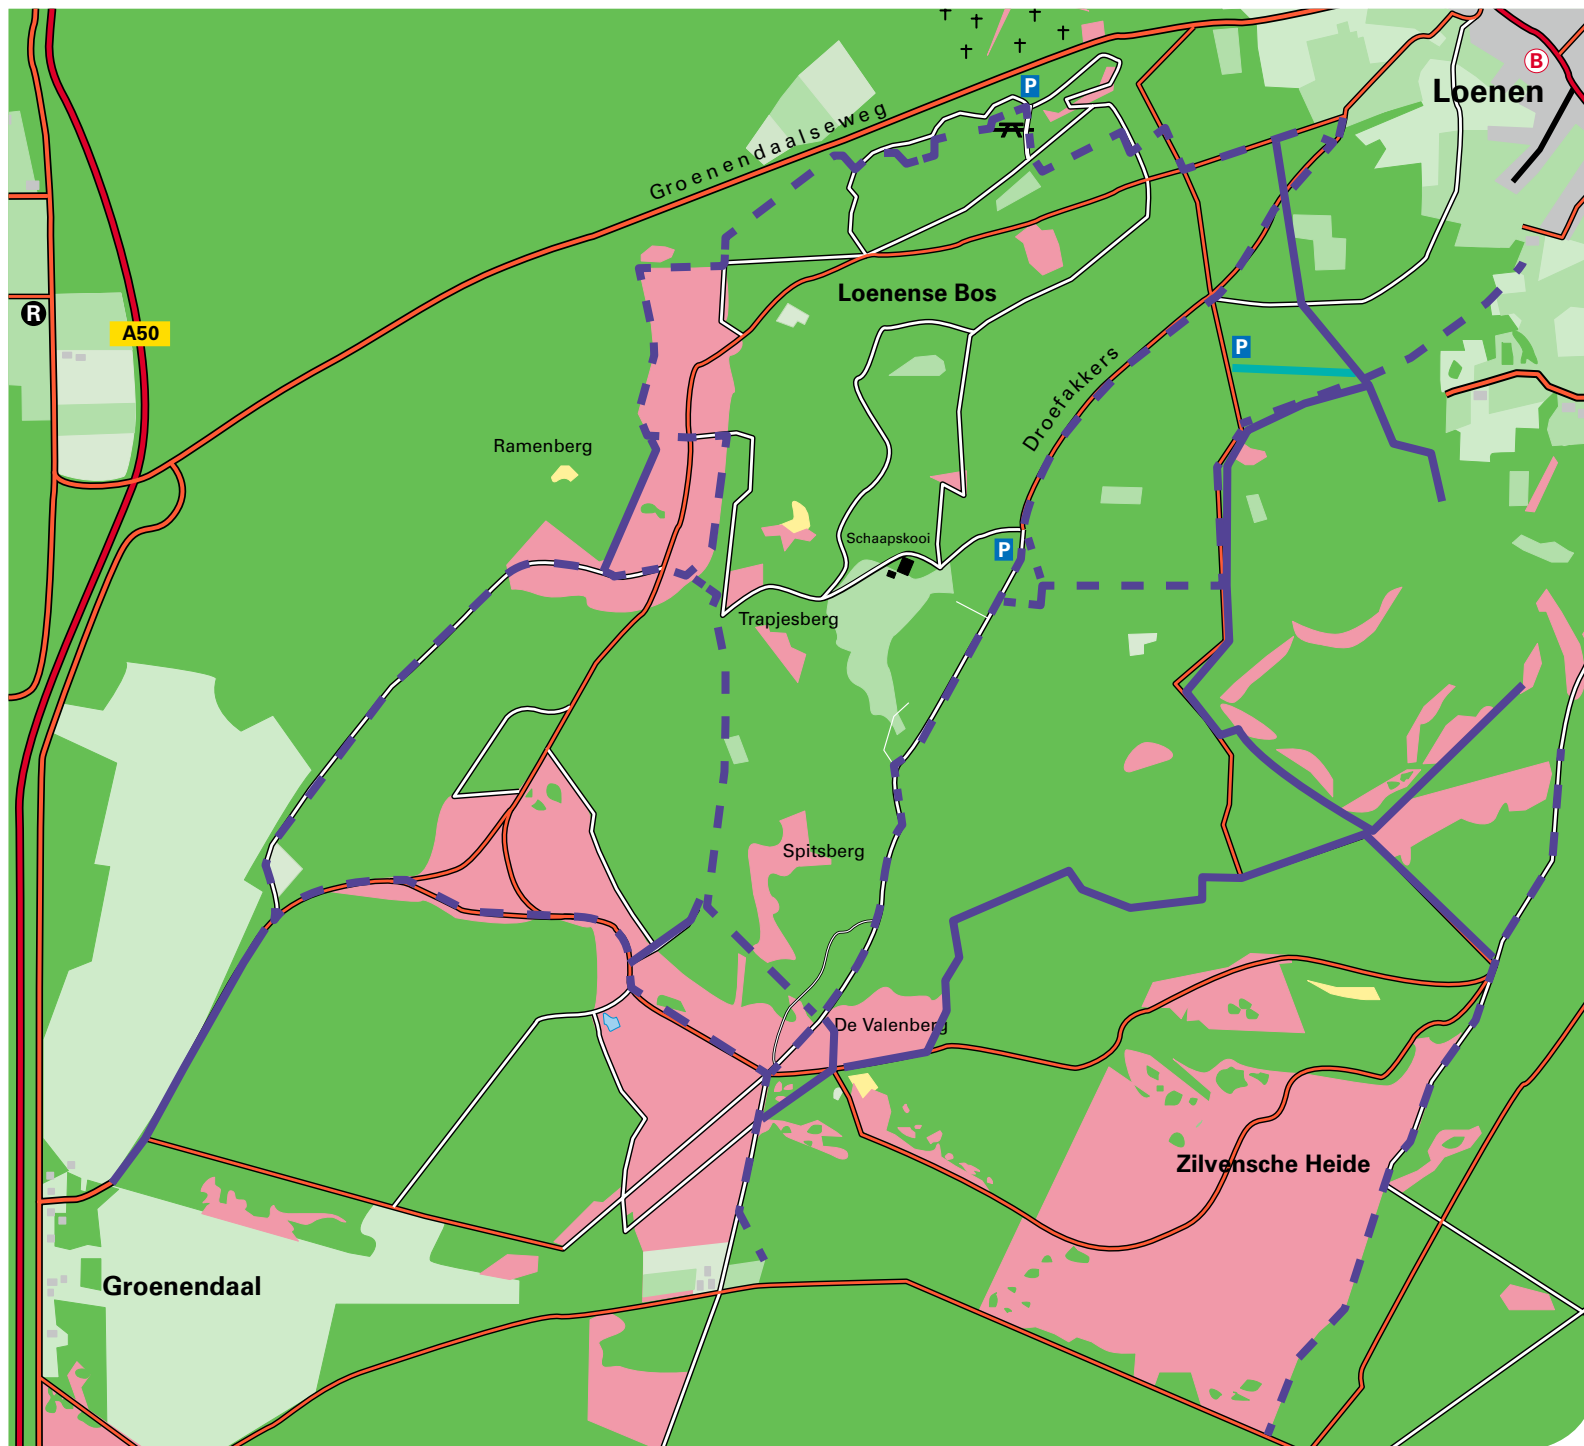 B
Loenen
P
Groenendaalseweg
Loenense Bos
R
A50
P
Droefakkers
Ramenberg
Schaapskooi
P
Trapjesberg
Spitsberg
De Valenberg
Zilvensche Heide
Groenendaal